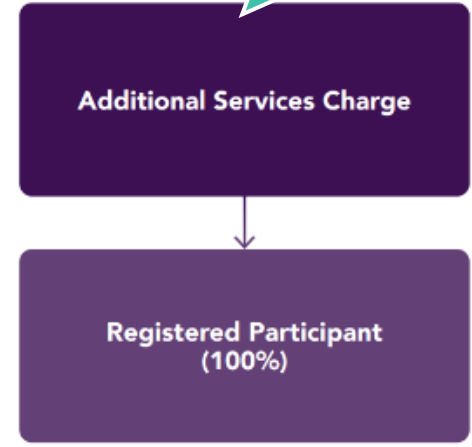 Additional Services Charge
Registered Participant
(100%)